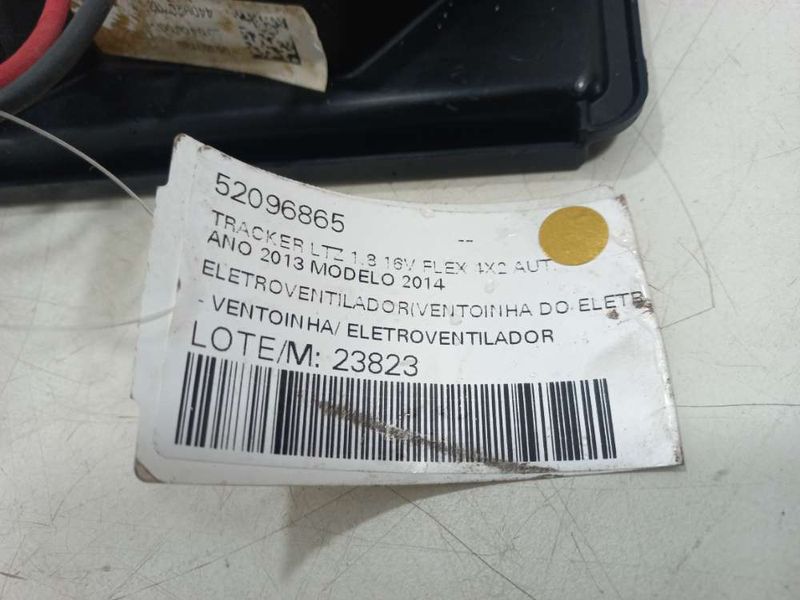 52096865
--
TRACKER LTZ 1.8 16V FLEX 4X2 AUT.
ANO 2013 MODELO 2014
ELETROVENTILADOR(VENTOINHA DO ELETR
- VENTOINHA/ ELETROVENTILADOR
LOTE/M: 23823